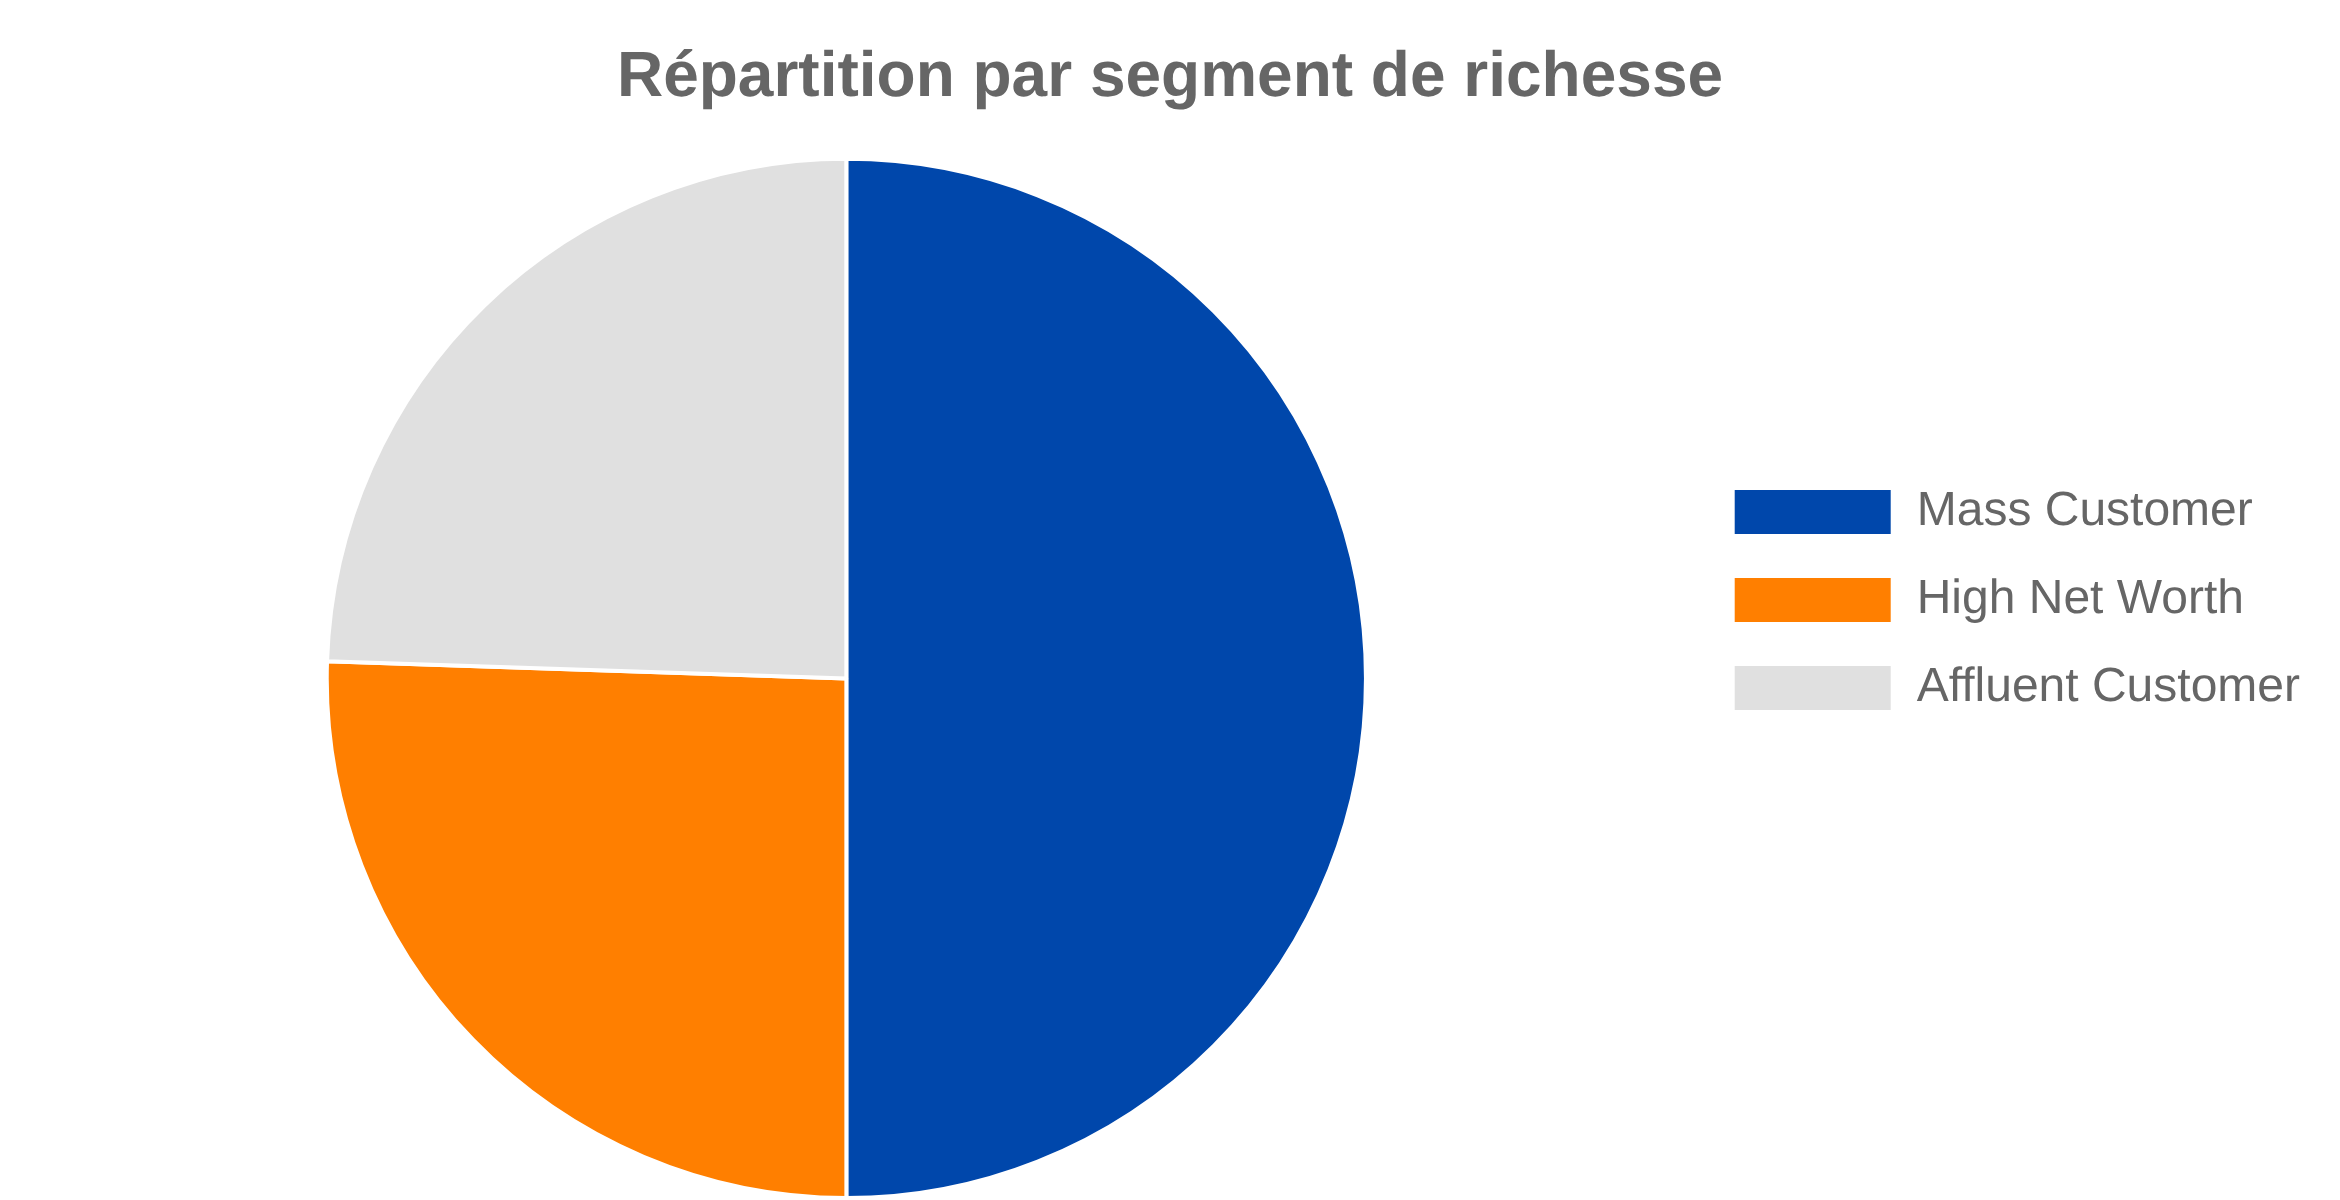 Répartition par segment de richesse
Mass Customer
High Net Worth
Affluent Customer